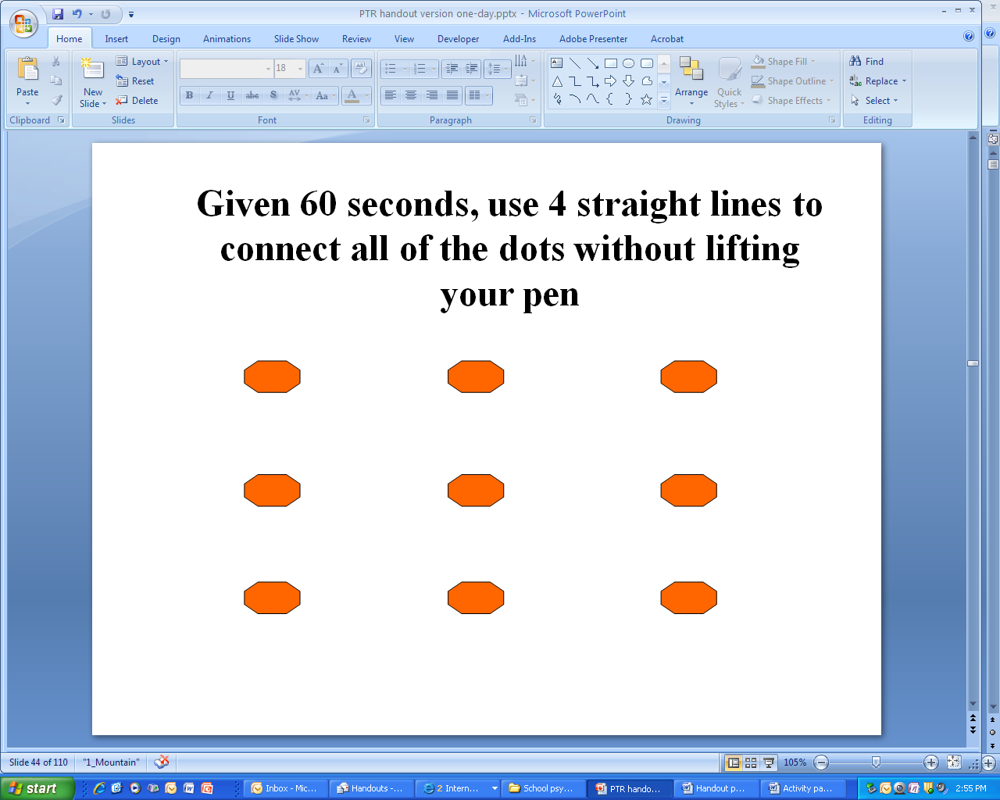 PTR handout version one-day.pptx - Microsoft PowerPoint
Home Insert Design Animations Slide Show Review View Developer Add-Ins Adobe Presenter Acrobat
Paste
New
Slide
Layout
Reset
Delete
18
A A
B I U abc S AV Aa A
Arrange
Quick
Styles
Shape Fill
Shape Outline
Shape Effects
Find
Replace
Select
Clipboard Slides Font Paragraph Drawing Editing
Given 60 seconds, use 4 straight lines to
connect all of the dots without lifting
your pen
Slide 44 of 110 "1_Mountain" 105%
start Inbox - Mic... Handouts -... 2 Intern... School psy... PTR hando... Handout p... Activity pa... 2:55 PM